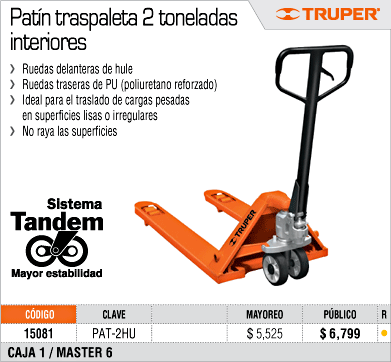 Patín traspaleta 2 toneladas
interiores
TRUPER®
Ruedas delanteras de hule
Ruedas traseras de PU (poliuretano reforzado)
Ideal para el traslado de cargas pesadas
en superficies lisas o irregulares
No raya las superficies
Sistema
Tandem
Mayor estabilidad
TRUPER
CÓDIGO CLAVE MAYOREO PÚBLICO R
15081 PAT-2HU $ 5,525 $ 6,799
CAJA 1 / MASTER 6